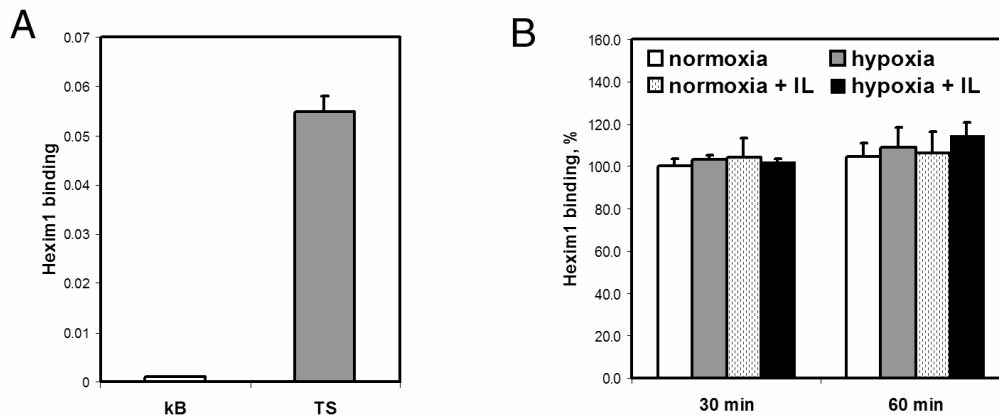 A
0.07
0.06
0.05
0.04
0.03
0.02
0.01
0
Hexim1 binding
kB TS
B
160.0
140.0
120.0
100.0
80.0
60.0
40.0
20.0
0.0
Hexim1 binding, %
normoxia hypoxia
normoxia + IL hypoxia + IL
30 min 60 min